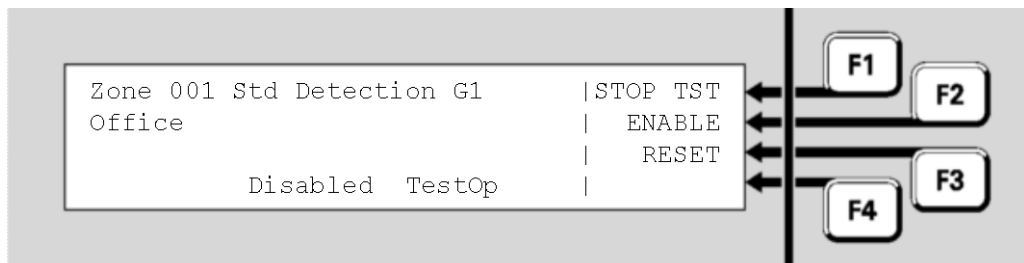 Zone 001 Std Detection G1 |STOP TST
Office | ENABLE
| RESET
Disabled TestOp |
F1
F2
F3
F4